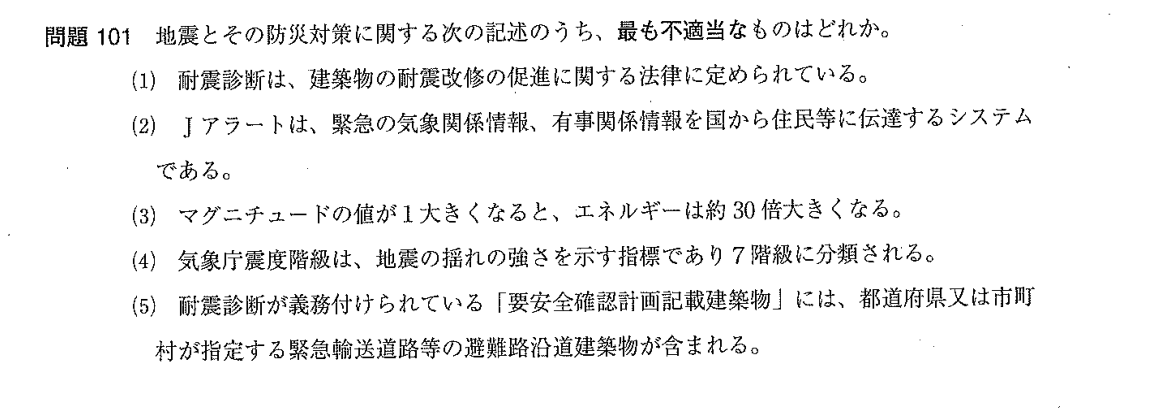 問題 101 地震とその防災対策に関する次の記述のうち、最も不適当なものはどれか。
(1) 耐震診断は、建築物の耐震改修の促進に関する法律に定められている。
(2) Jアラートは、緊急の気象関係情報、有事関係情報を国から住民等に伝達するシステム
である。
(3) マグニチュードの値が1大きくなると、エネルギーは約30倍大きくなる。
(4) 気象庁震度階級は、地震の揺れの強さを示す指標であり7階級に分類される。
(5) 耐震診断が義務付けられている「要安全確認計画記載建築物」には、都道府県又は市町
村が指定する緊急輸送道路等の避難路沿道建築物が含まれる。